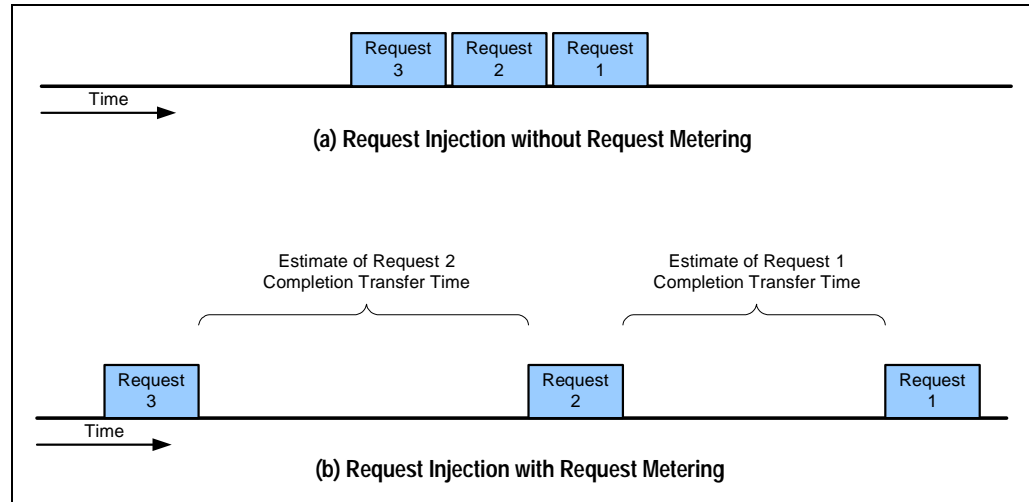 Request
3
Request
2
Request
1
Time
(a) Request Injection without Request Metering
Estimate of Request 2
Completion Transfer Time
Estimate of Request 1
Completion Transfer Time
Request
3
Request
2
Request
1
Time
(b) Request Injection with Request Metering